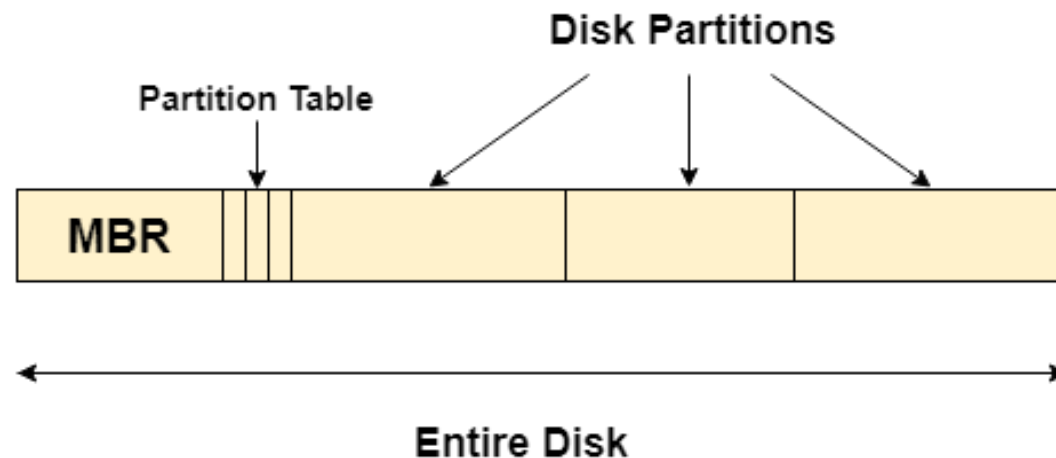 Disk Partitions
Partition Table
MBR
Entire Disk